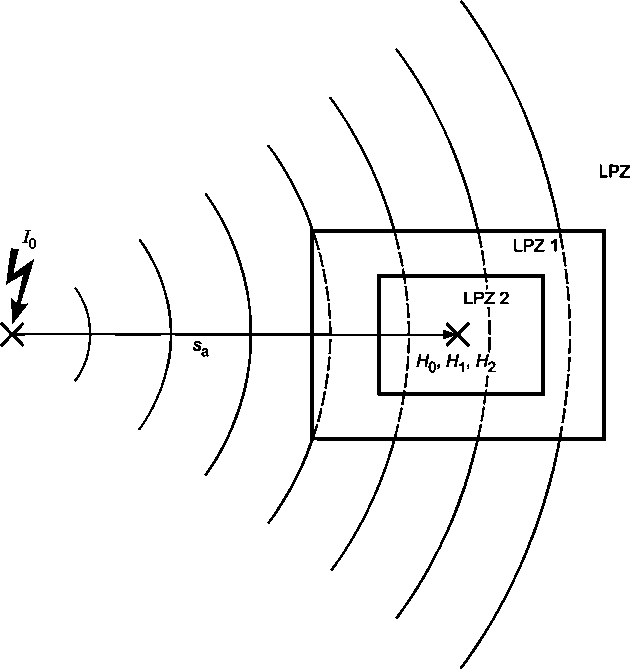 LPZ
I0
LPZ 1
LPZ 2
sa
H0, H1, H2